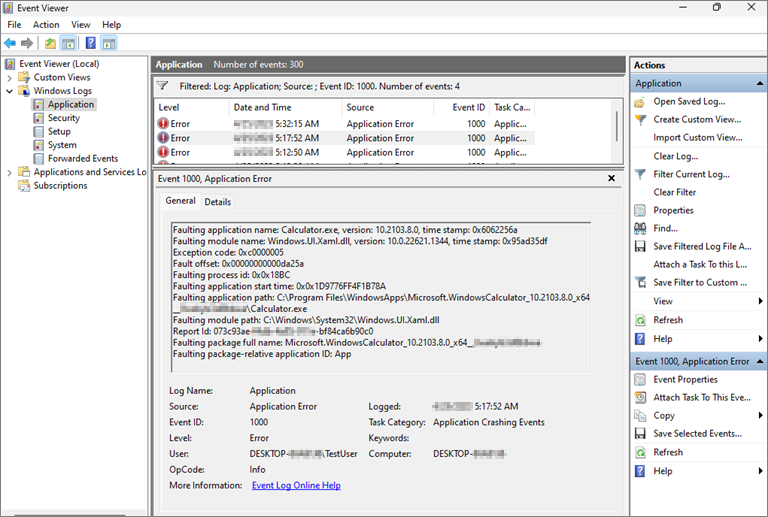 Event Viewer
File Action View Help
Event Viewer (Local)
Custom Views
Windows Logs
Application
Security
Setup
System
Forwarded Events
Applications and Services Lo
Subscriptions
Application Number of events: 300
Filtered: Log: Application; Source: ; Event ID: 1000. Number of events: 4
Level Date and Time Source Event ID Task Ca...
Error 5:32:15 AM Application Error 1000 Applic...
Error 5:17:52 AM Application Error 1000 Applic...
Error 5:12:50 AM Application Error 1000 Applic...
Event 1000, Application Error
General Details
Faulting application name: Calculator.exe, version: 10.2103.8.0, time stamp: 0x6062256a
Faulting module name: Windows.UI.Xaml.dll, version: 10.0.22621.1344, time stamp: 0x95ad35df
Exception code: 0xc0000005
Fault offset: 0x00000000000da25a
Faulting process id: 0x0x18BC
Faulting application start time: 0x0x1D9776FF4F1B78A
Faulting application path: C:\Program Files\WindowsApps\Microsoft.WindowsCalculator_10.2103.8.0_x64
\Calculator.exe
Faulting module path: C:\Windows\System32\Windows.UI.Xaml.dll
Report Id: 073c93ae -bf84ca6b90c0
Faulting package full name: Microsoft.WindowsCalculator_10.2103.8.0_x64__
Faulting package-relative application ID: App
Log Name: Application
Source: Application Error Logged: 5:17:52 AM
Event ID: 1000 Task Category: Application Crashing Events
Level: Error Keywords:
User: DESKTOP- \TestUser Computer: DESKTOP-
OpCode: Info
More Information: Event Log Online Help
Actions
Application
Open Saved Log...
Create Custom View...
Import Custom View...
Clear Log...
Filter Current Log...
Clear Filter
Properties
Find...
Save Filtered Log File A...
Attach a Task To this L...
Save Filter to Custom ...
View
Refresh
Help
Event 1000, Application Error
Event Properties
Attach Task To This Eve...
Copy
Save Selected Events...
Refresh
Help